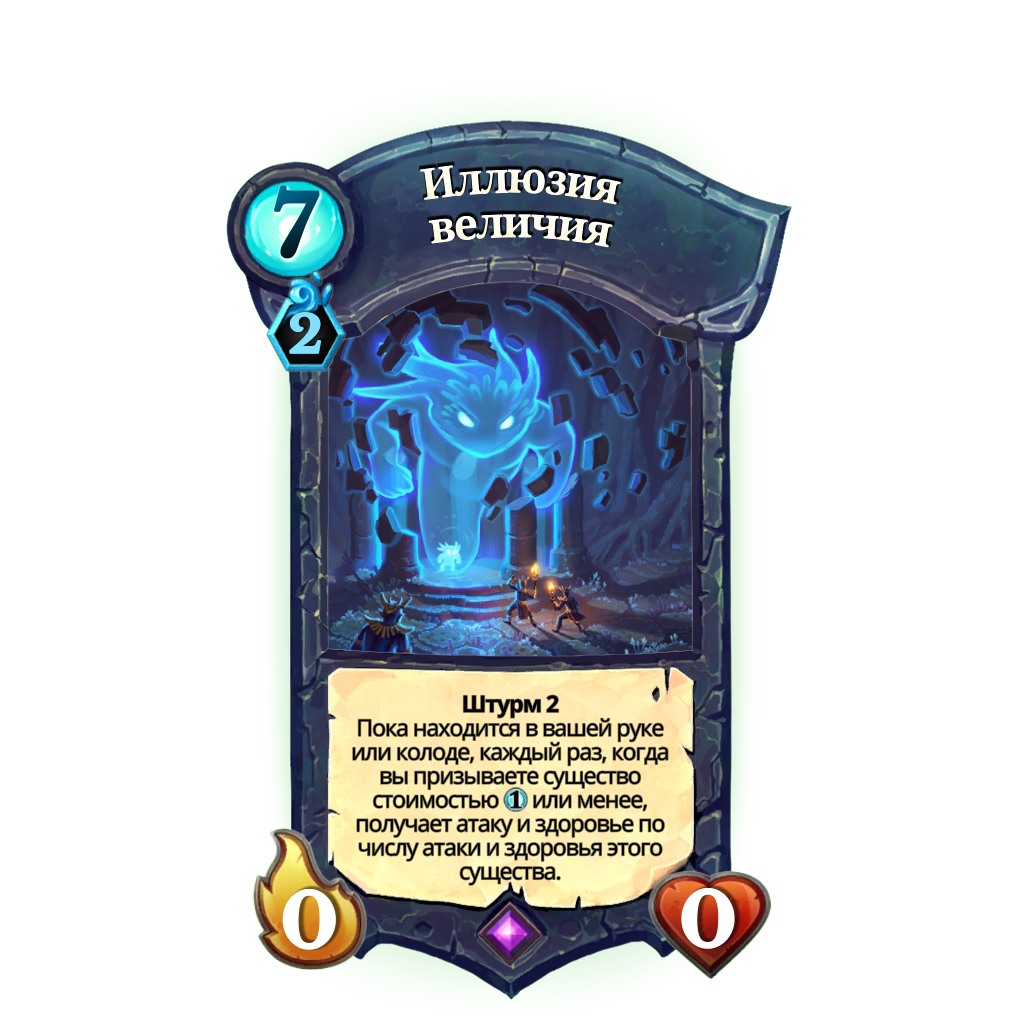 Иллюзия
величия
7
2
Штурм 2
Пока находится в вашей руке
или колоде, каждый раз, когда
вы призываете существо
стоимостью 1 или менее,
получает атаку и здоровье по
числу атаки и здоровья этого
существа.
0
0